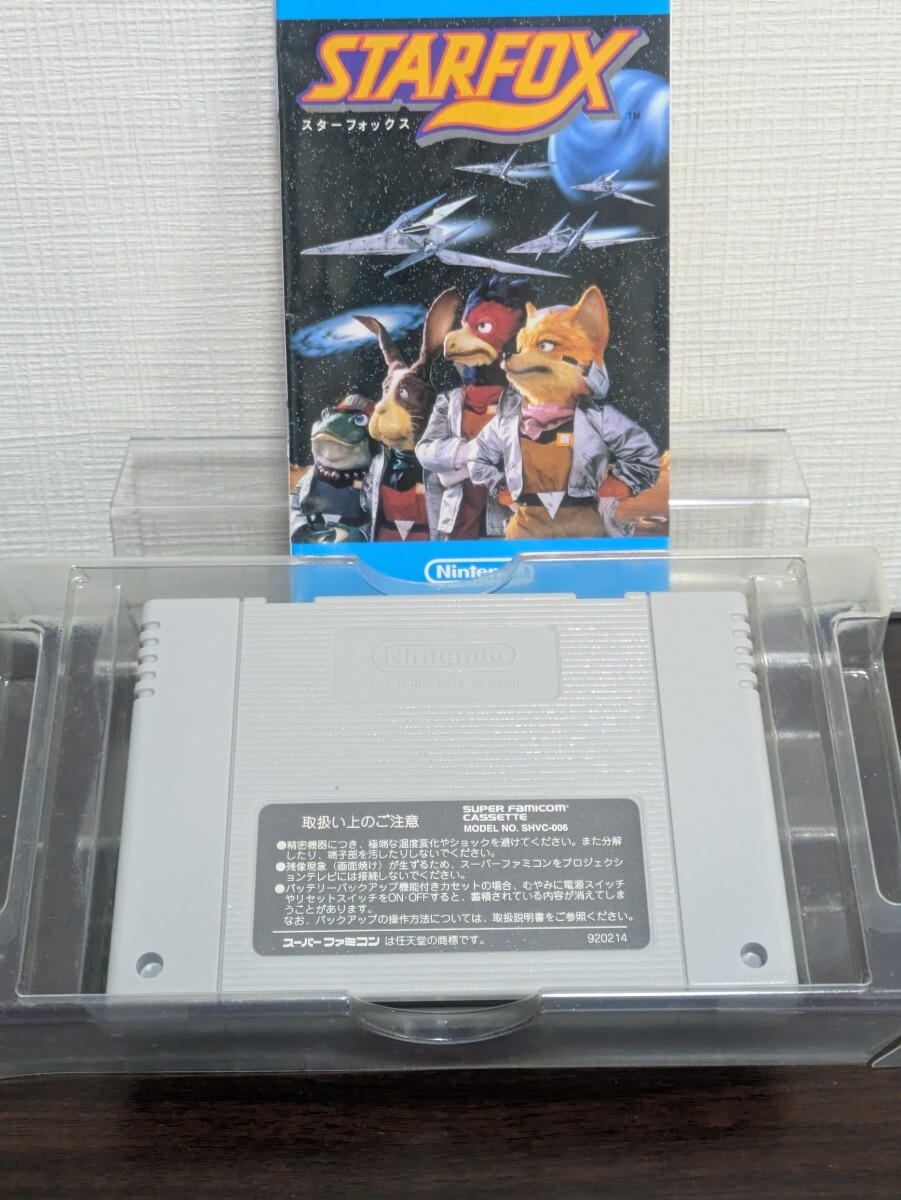 STARFOX
TM
スターフォックス
Nintendo
取扱い上のご注意
SUPER FAMICOM
CASSETTE
MODEL NO. SHVC-006
●精密機器につき、極端な温度変化やショックを避けてください。また分解
したり、端子部を汚したりしないでください。
●残像現象（画面焼け）が生ずるため、スーパーファミコンをプロジェクシ
ョンテレビには接続しないでください。
●バッテリーバックアップ機能付きカセットの場合、むやみに電源スイッチ
やリセットスイッチをON・OFFすると、蓄積されている内容が消えてしま
うことがあります。
なお、バックアップの操作方法については、取扱説明書をご参照ください。
スーパーファミコン は任天堂の商標です。
920214